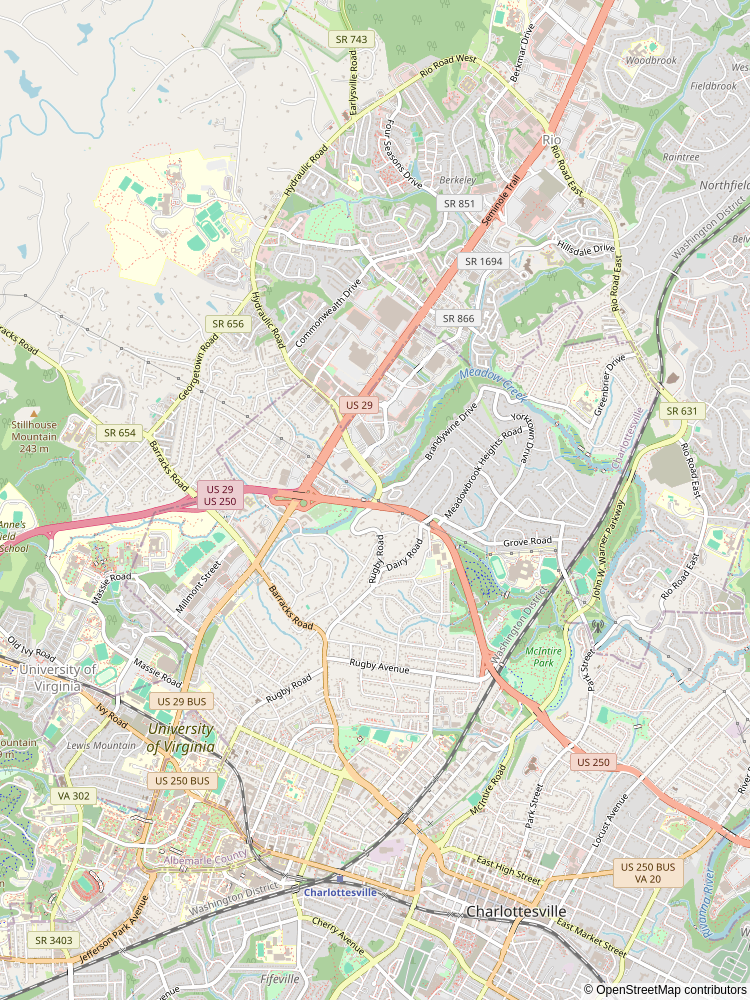 SR 743
Earlysville Road
Rio Road West
Berkmar Drive
Woodbrook
Fieldbrook
Four Seasons Drive
Rio
Rio Road East
Raintree
Hydraulic Road
Berkeley
Northfield
SR 851
Seminole Trail
Washington District
Hillsdale Drive
SR 1694
Rio Road East
Commonwealth Drive
Hydraulic Road
SR 656
SR 866
Georgetown Road
Meadow Creek
Greenbrier Drive
US 29
SR 631
Stillhouse
Mountain
243 m
SR 654
Barracks Road
Brandywine Drive
Yorktown Drive
Charlottesville
Meadowbrook Heights Road
Rio Road East
US 29
US 250
John W. Warner Parkway
Grove Road
Rugby Road
Dairy Road
Massie Road
Millmont Street
Barracks Road
Washington District
Rio Road East
Old Ivy Road
University of
Virginia
Massie Road
Rugby Avenue
McIntire
Park
Park Street
Rugby Road
US 29 BUS
Ivy Road
University
of Virginia
Lewis Mountain
US 250
US 250 BUS
VA 302
McIntire Road
Park Street
Locust Avenue
Albemarle County
East High Street
US 250 BUS
VA 20
Charlottesville
Washington District
Charlottesville
Rivanna River
Cherry Avenue
East Market Street
SR 3403
Jefferson Park Avenue
Fifeville
© OpenStreetMap contributors